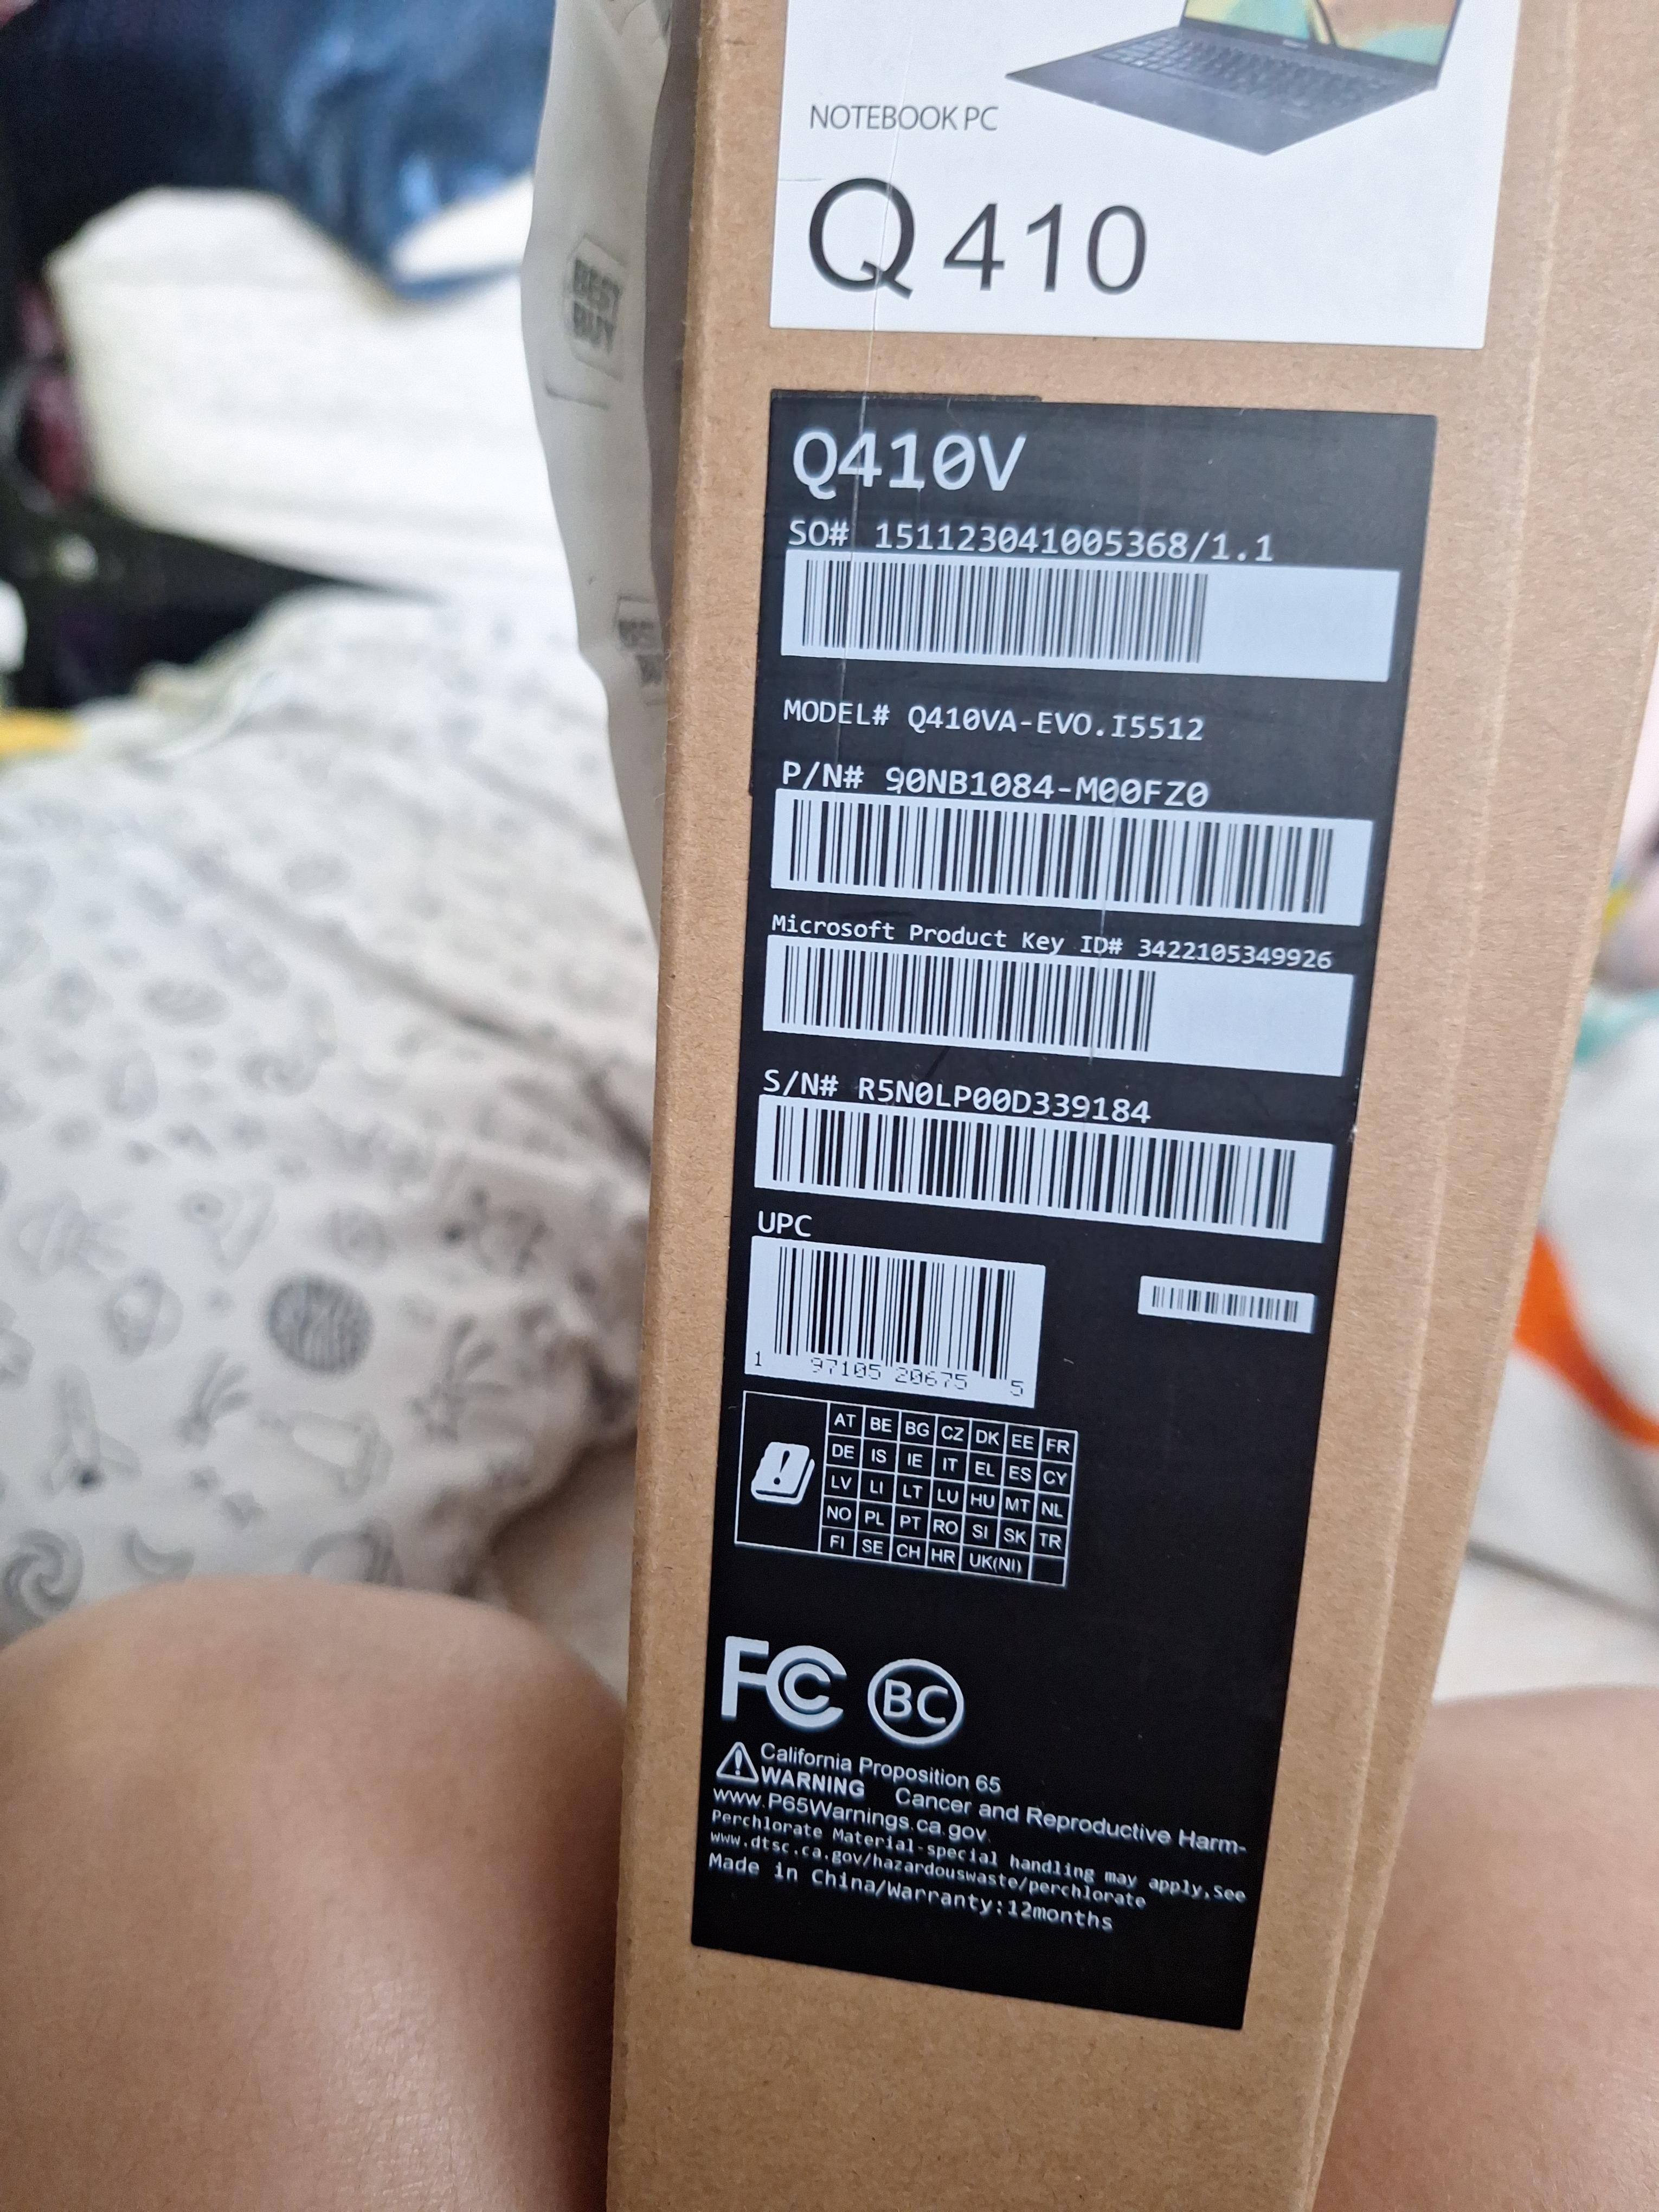 NOTEBOOK PC
Q 410
BEST
BUY
Q410V
SO# 151123041005368/1.1
MODEL# Q410VA-EVO.I5512
P/N# 90NB1084-M00FZ0
Microsoft Product Key ID# 3422105349926
S/N# R5N0LP00D339184
UPC
1 97105 20675 5
AT BE BG CZ DK EE FR
DE IS IE IT EL ES CY
LV LI LT LU HU MT NL
NO PL PT RO SI SK TR
FI SE CH HR UK(NI)
FC BC
California Proposition 65
WARNING Cancer and Reproductive Harm-
www.P65Warnings.ca.gov.
Perchlorate Material-special handling may apply,See
www.dtsc.ca.gov/hazardouswaste/perchlorate
Made in China/Warranty:12months